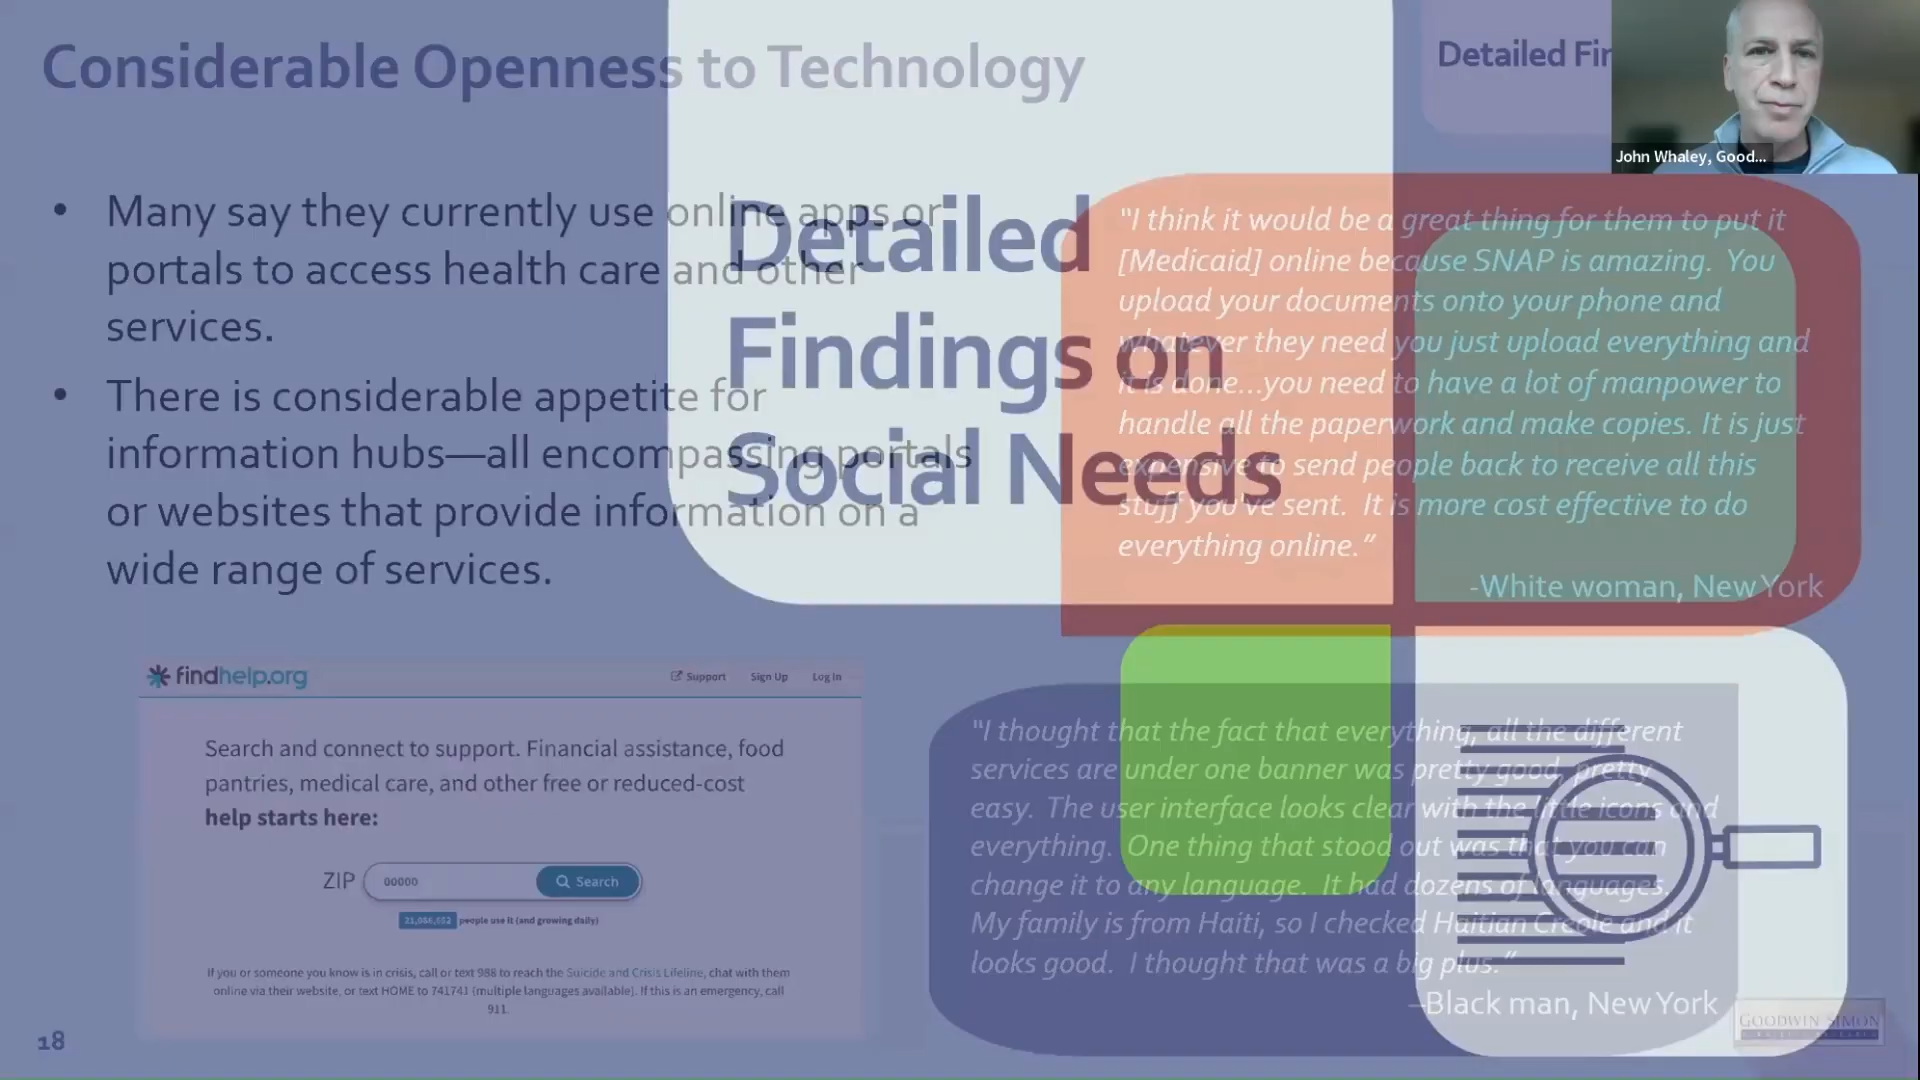 Considerable Openness to Technology
Detailed Fin
John Whaley, Good...
• Many say they currently use online apps or
portals to access health care and other
services.
• There is considerable appetite for
information hubs—all encompassing portals
or websites that provide information on a
wide range of services.
Detailed
Findings on
Social Needs
"I think it would be a great thing for them to put it
[Medicaid] online because SNAP is amazing. You
upload your documents onto your phone and
whatever they need you just upload everything and
it is done...you need to have a lot of manpower to
handle all the paperwork and make copies. It is just
expensive to send people back to receive all this
stuff you've sent. It is more cost effective to do
everything online."
-White woman, New York
findhelp.org
Support Sign Up Log In
Search and connect to support. Financial assistance, food
pantries, medical care, and other free or reduced-cost
help starts here:
ZIP 00000 Search
people use it (and growing daily)
If you or someone you know is in crisis, call or text 988 to reach the Suicide and Crisis Lifeline, chat with them
online via their website, or text HOME to 741741 (multiple languages available). If this is an emergency, call
911.
"I thought that the fact that everything, all the different
services are under one banner was pretty good, pretty
easy. The user interface looks clear with the little icons and
everything. One thing that stood out was that you can
change it to any language. It had dozens of languages.
My family is from Haiti, so I checked Haitian Creole and it
looks good. I thought that was a big plus."
–Black man, New York
18
GOODWIN SIMON